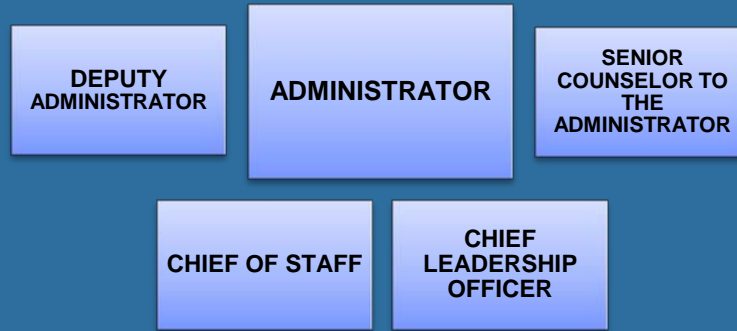 DEPUTY
ADMINISTRATOR
ADMINISTRATOR
SENIOR
COUNSELOR TO
THE
ADMINISTRATOR
CHIEF OF STAFF
CHIEF
LEADERSHIP
OFFICER